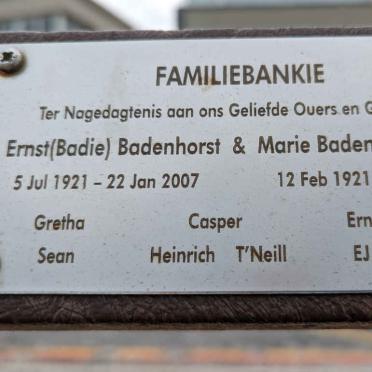 FAMILIEBANKIE
Ter Nagedagtenis aan ons Geliefde Ouers en G
Ernst(Badie) Badenhorst & Marie Baden
5 Jul 1921 – 22 Jan 2007 12 Feb 1921
Gretha Casper Ern
Sean Heinrich T'Neill EJ